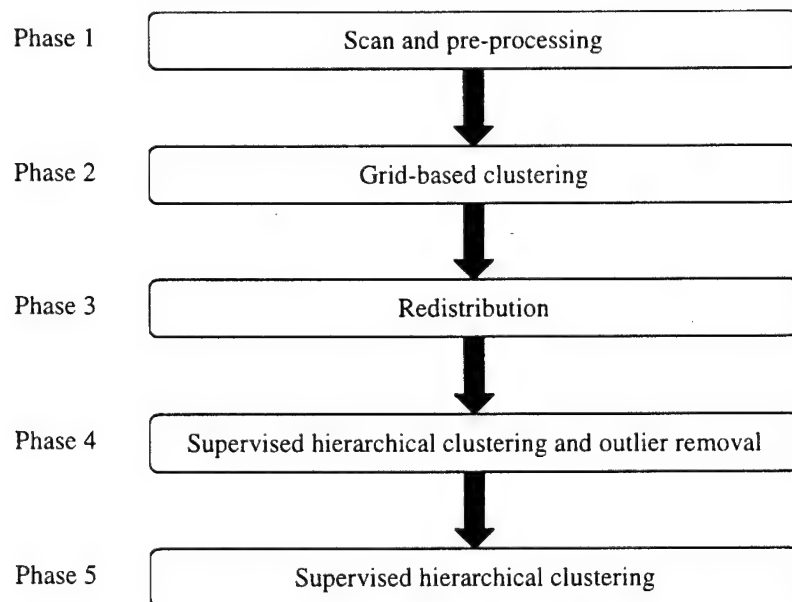 Phase 1 Scan and pre-processing
Phase 2 Grid-based clustering
Phase 3 Redistribution
Phase 4 Supervised hierarchical clustering and outlier removal
Phase 5 Supervised hierarchical clustering